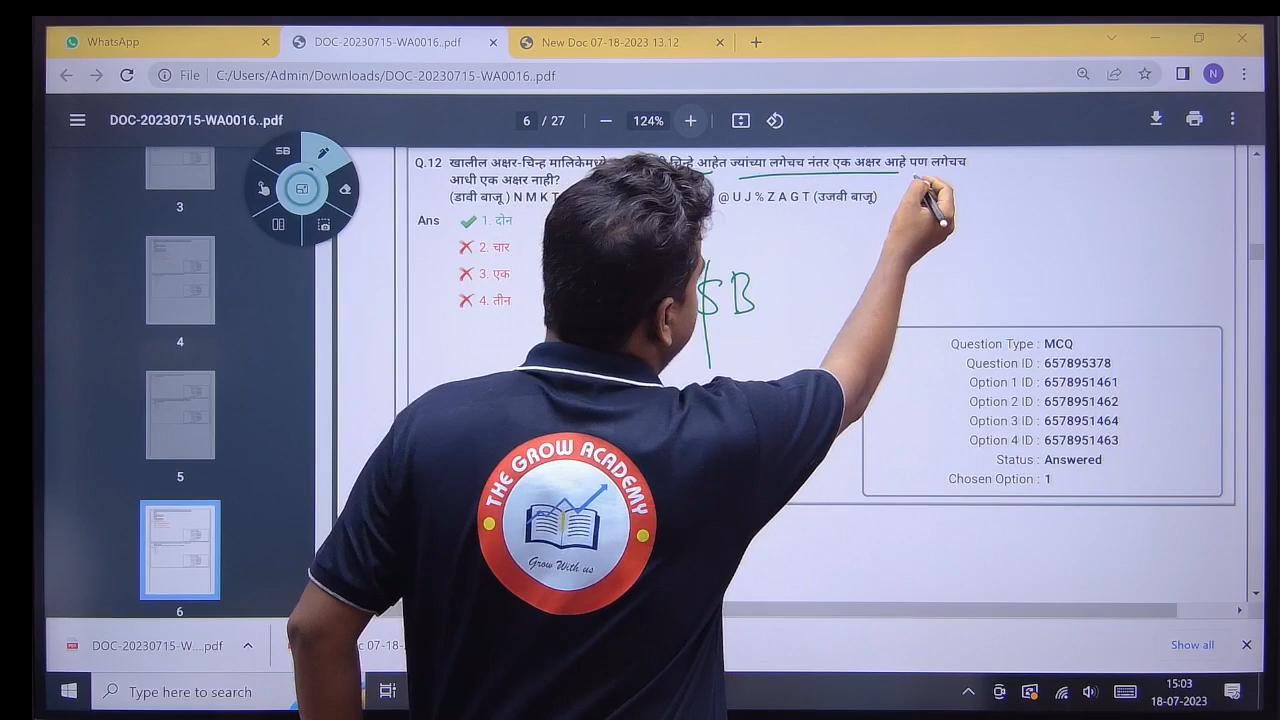 WhatsApp
DOC-20230715-WA0016..pdf
New Doc 07-18-2023 13.12
File C:/Users/Admin/Downloads/DOC-20230715-WA0016..pdf
N
DOC-20230715-WA0016..pdf
6 / 27
124%
SB
3
4
5
6
Q.12 खालील अक्षर-चिन्ह मालिकेमध्ये चिन्हे आहेत ज्यांच्या लगेचच नंतर एक अक्षर आहे पण लगेचच
आधी एक अक्षर नाही?
(डावी बाजू ) N M K T @ U J % Z A G T (उजवी बाजू)
Ans 1. दोन
2. चार
3. एक
4. तीन
$ B
Question Type : MCQ
Question ID : 657895378
Option 1 ID : 6578951461
Option 2 ID : 6578951462
Option 3 ID : 6578951464
Option 4 ID : 6578951463
Status : Answered
Chosen Option : 1
THE GROW ACADEMY
Grow With us
DOC-20230715-W....pdf
c 07-18-
Show all
Type here to search
15:03
18-07-2023